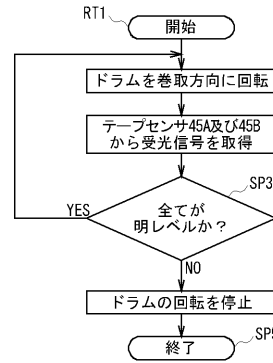 RT1
開始
ドラムを巻取方向に回転
テープセンサ45A及び45B
から受光信号を取得
SP3
全てが
明レベルか？
YES
NO
ドラムの回転を停止
終了